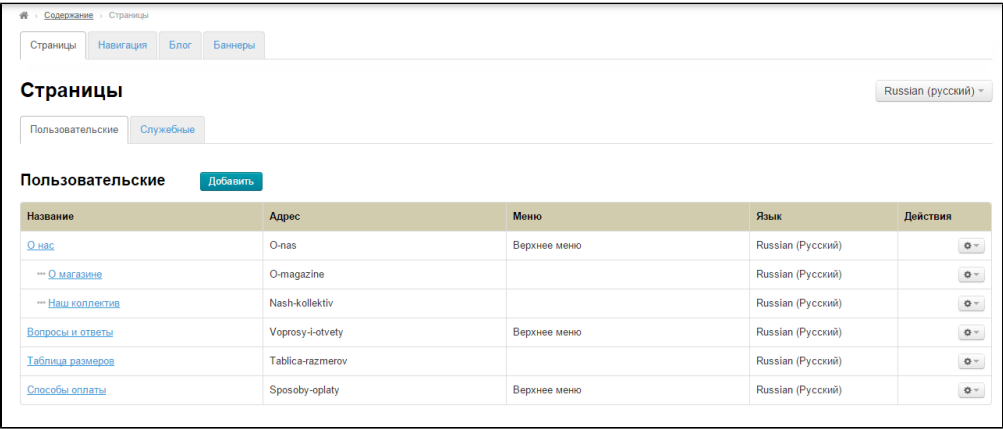 Содержание › Страницы
Страницы Навигация Блог Баннеры
Страницы Russian (русский)
Пользовательские Служебные
Пользовательские Добавить
Название Адрес Меню Язык Действия
О нас O-nas Верхнее меню Russian (Русский)
О магазине O-magazine Russian (Русский)
Наш коллектив Nash-kollektiv Russian (Русский)
Вопросы и ответы Voprosy-i-otvety Верхнее меню Russian (Русский)
Таблица размеров Tablica-razmerov Russian (Русский)
Способы оплаты Sposoby-oplaty Верхнее меню Russian (Русский)